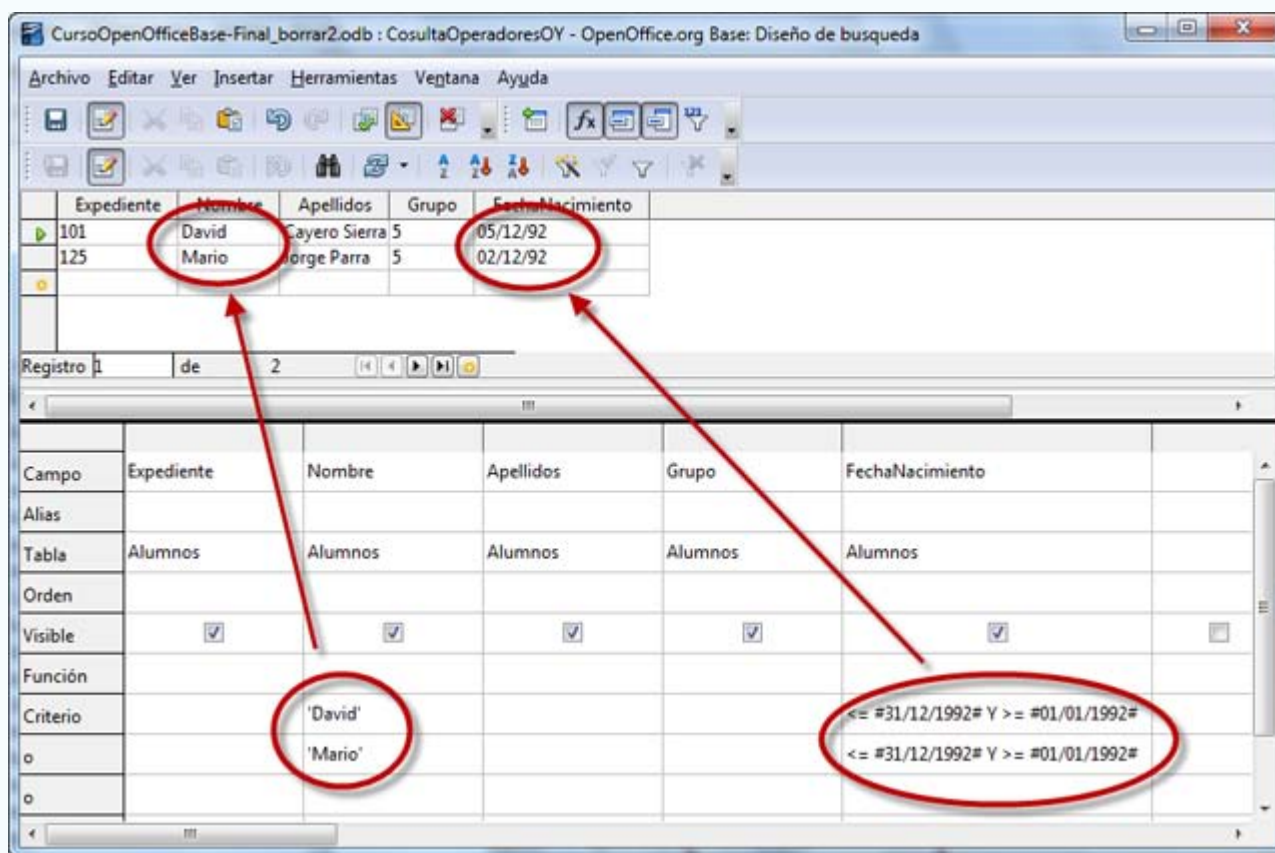 CursoOpenOfficeBase-Final_borrar2.odb : CosultaOperadoresOY - OpenOffice.org Base: Diseño de busqueda
Archivo Editar Ver Insertar Herramientas Ventana Ayuda
Expediente Nombre Apellidos Grupo FechaNacimiento
101 David Cayero Sierra 5 05/12/92
125 Mario Jorge Parra 5 02/12/92
Registro 1 de 2
Campo Expediente Nombre Apellidos Grupo FechaNacimiento
Alias
Tabla Alumnos Alumnos Alumnos Alumnos Alumnos
Orden
Visible
Función
Criterio 'David' <= #31/12/1992# Y >= #01/01/1992#
o 'Mario' <= #31/12/1992# Y >= #01/01/1992#
o